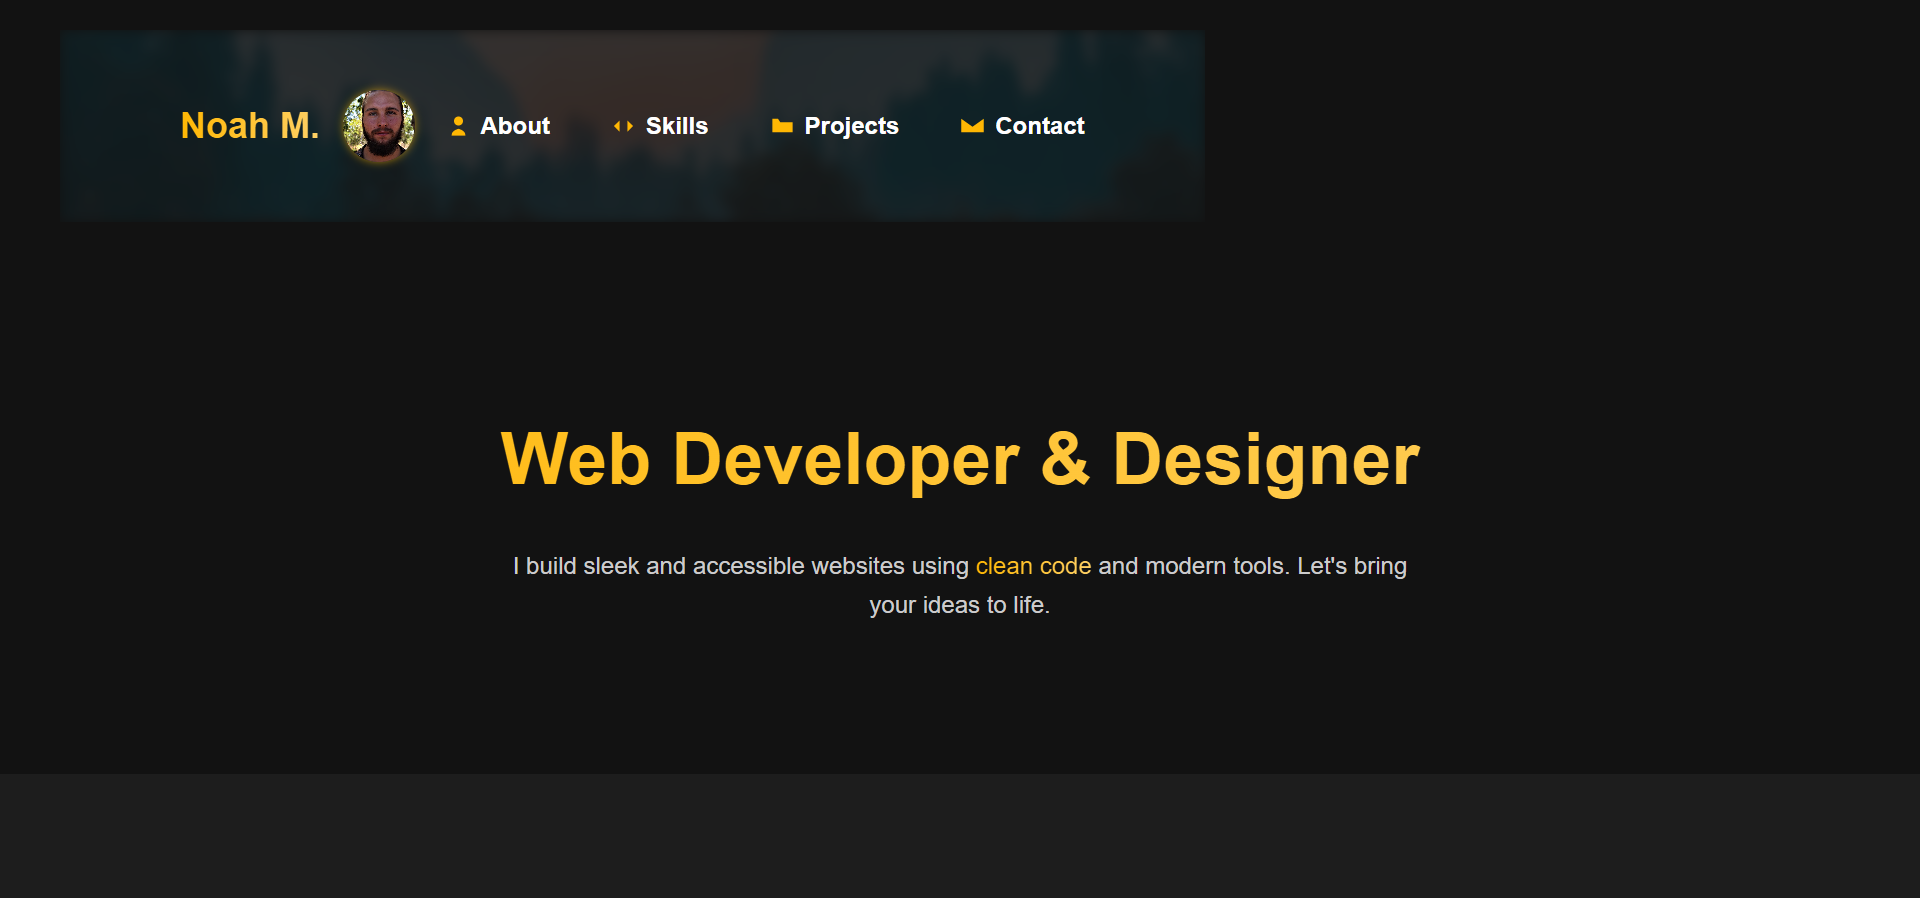 Noah M.
About
Skills
Projects
Contact
Web Developer & Designer
I build sleek and accessible websites using clean code and modern tools. Let's bring
your ideas to life.